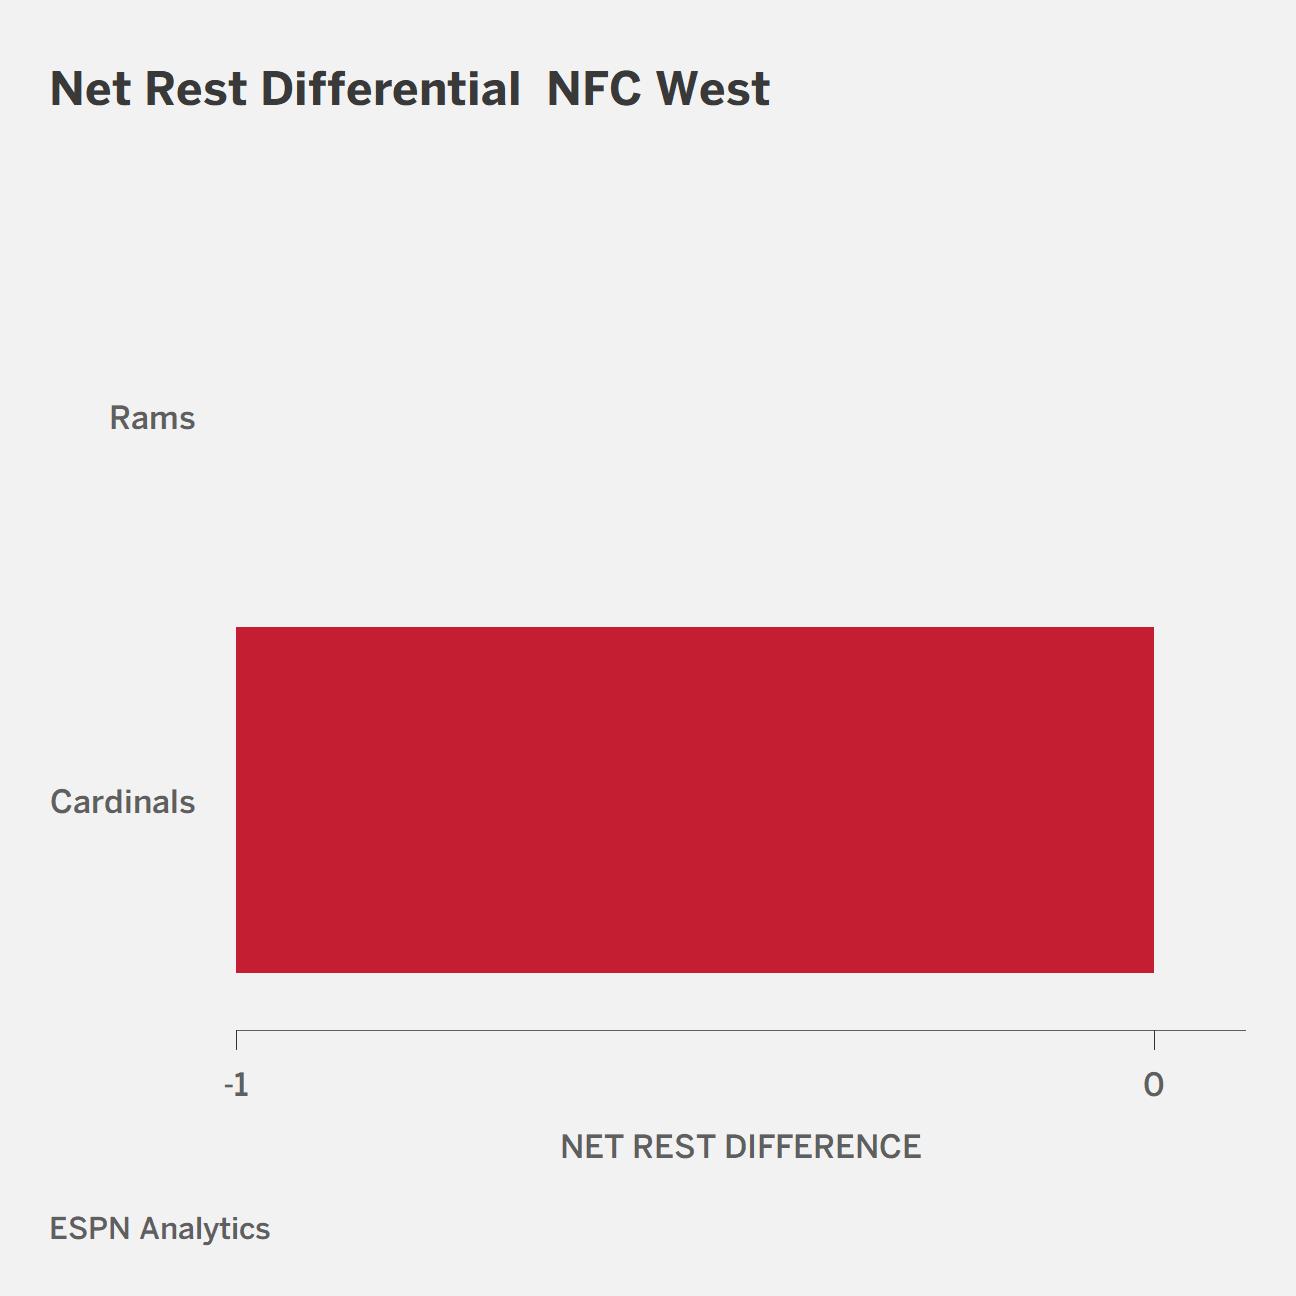 Net Rest Differential  NFC West
Rams
Cardinals
-1 0
NET REST DIFFERENCE
ESPN Analytics